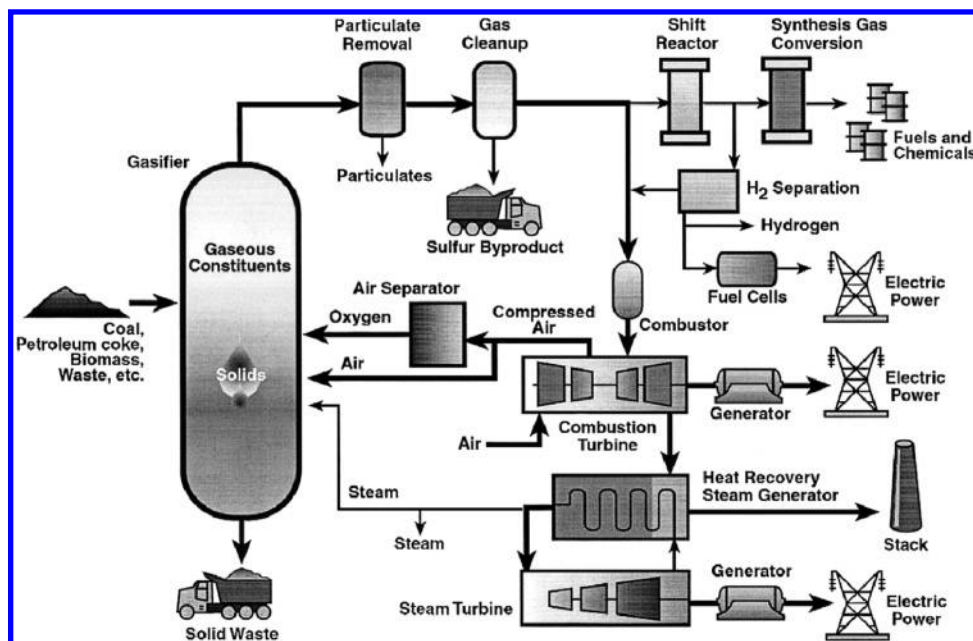 Particulate
Removal
Gas
Cleanup
Shift
Reactor
Synthesis Gas
Conversion
Fuels and
Chemicals
Gasifier
Particulates
Sulfur Byproduct
H2 Separation
Hydrogen
Fuel Cells
Electric
Power
Gaseous
Constituents
Air Separator
Oxygen
Compressed
Air
Combustor
Coal,
Petroleum coke,
Biomass,
Waste, etc.
Solids
Air
Generator
Electric
Power
Air
Combustion
Turbine
Heat Recovery
Steam Generator
Stack
Steam
Steam
Steam Turbine
Generator
Electric
Power
Solid Waste